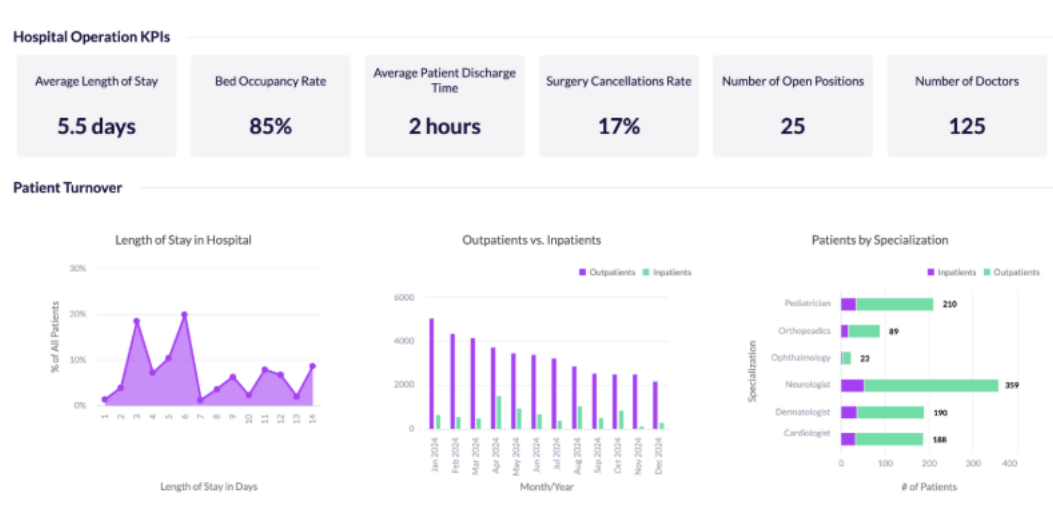 Hospital Operation KPIs
Average Length of Stay
5.5 days
Bed Occupancy Rate
85%
Average Patient Discharge
Time
2 hours
Surgery Cancellations Rate
17%
Number of Open Positions
25
Number of Doctors
125
Patient Turnover
Length of Stay in Hospital
% of All Patients
30%
20%
10%
0%
1 2 3 4 5 6 7 8 9 10 11 12 13 14
Length of Stay in Days
Outpatients vs. Inpatients
Outpatients Inpatients
6000
4000
2000
0
Jan 2024 Feb 2024 Mar 2024 Apr 2024 May 2024 Jun 2024 Jul 2024 Aug 2024 Sep 2024 Oct 2024 Nov 2024 Dec 2024
Month/Year
Patients by Specialization
Inpatients Outpatients
Specialization
Pediatrician 210
Orthopeadics 89
Ophthalmology 23
Neurologist 359
Dermatologist 190
Cardiologist 188
0 100 200 300 400
# of Patients